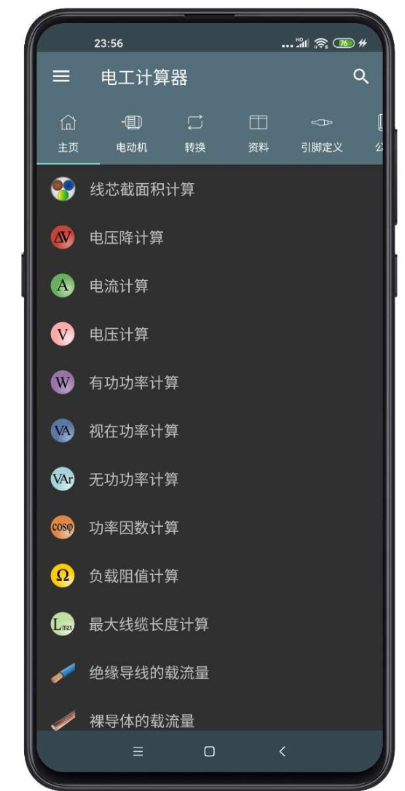 23:56
76
电工计算器
主页 电动机 转换 资料 引脚定义
线芯截面积计算
ΔV 电压降计算
A 电流计算
V 电压计算
W 有功功率计算
VA 视在功率计算
VAr 无功功率计算
cosφ 功率因数计算
Ω 负载阻值计算
Lmax 最大线缆长度计算
绝缘导线的载流量
裸导体的载流量